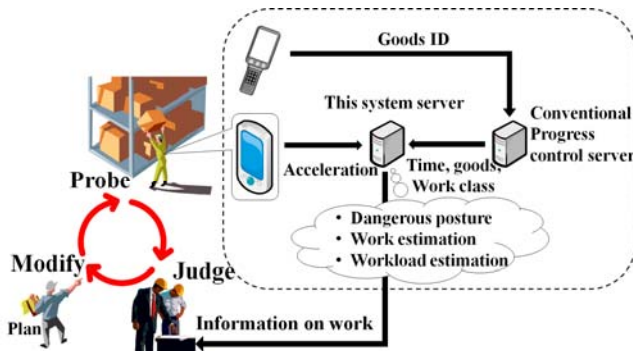 Goods ID
This system server
Conventional
Progress
control server
Acceleration
Time, goods,
Work class
• Dangerous posture
• Work estimation
• Workload estimation
Probe
Modify
Judge
Plan
Information on work